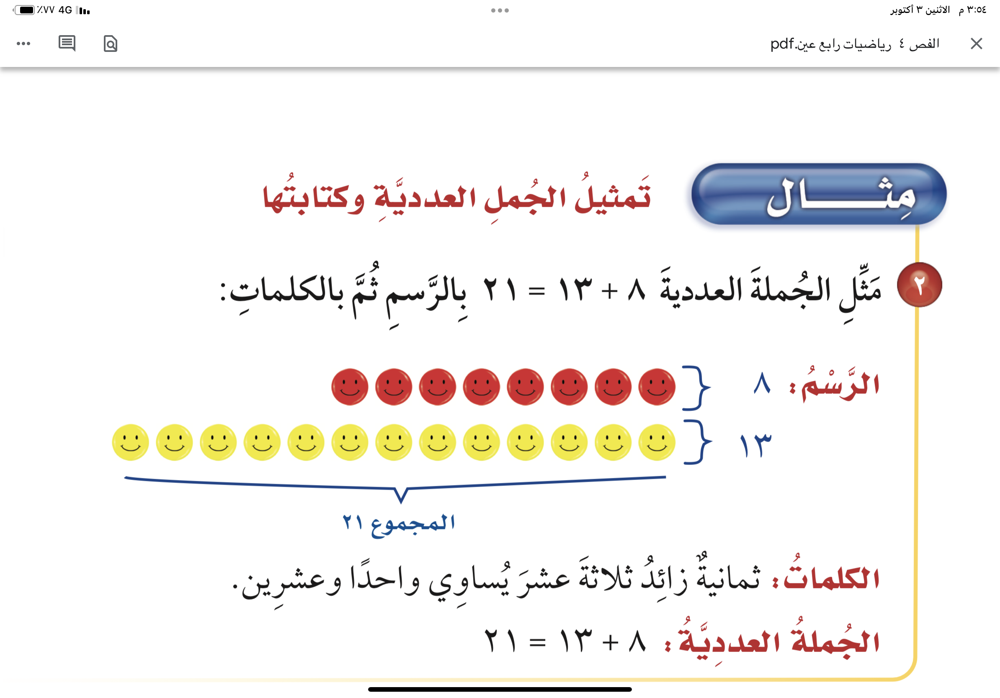 ٣:٥٤ م الاثنين ٣ أكتوبر
4G ٧٧٪
الفص ٤ رياضيات رابع عين.pdf
مِثـــــال
تَمثيلُ الجُملِ العدديَّةِ وكتابتُها
٢ مَثِّلِ الجُملةَ العدديةَ ٨ + ١٣ = ٢١ بِالرَّسمِ ثُمَّ بالكلماتِ:
الرَّسْمُ: ٨
١٣
المجموع ٢١
الكلماتُ: ثمانيةٌ زائِدُ ثلاثةَ عشرَ يُساوِي واحدًا وعشرِين.
الجُملةُ العددِيَّةُ: ٨ + ١٣ = ٢١